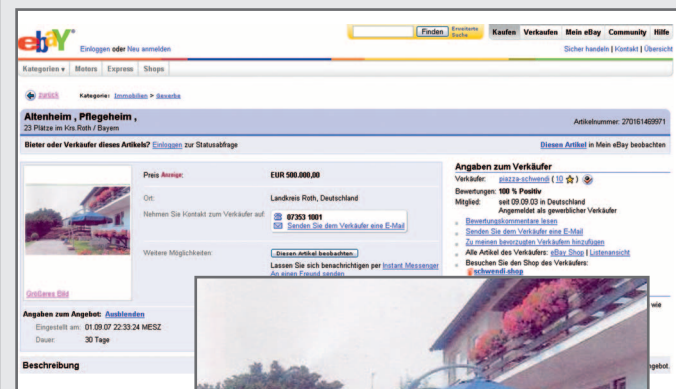 ebaY
Finden
Erweiterte Suche
Kaufen Verkaufen Mein eBay Community Hilfe
Einloggen oder Neu anmelden
Sicher handeln | Kontakt | Übersicht
Kategorien Motors Express Shops
zurück Kategorie: Immobilien > Gewerbe
Altenheim , Pflegeheim ,
23 Plätze im Krs.Roth / Bayern
Artikelnummer: 270161469971
Bieter oder Verkäufer dieses Artikels? Einloggen zur Statusabfrage
Diesen Artikel in Mein eBay beobachten
Größeres Bild
Preis Anzeige: EUR 500.000,00
Ort: Landkreis Roth, Deutschland
Nehmen Sie Kontakt zum Verkäufer auf: 07353 1001
Senden Sie dem Verkäufer eine E-Mail
Weitere Möglichkeiten: Diesen Artikel beobachten
Lassen Sie sich benachrichtigen per Instant Messenger
An einen Freund senden
Angaben zum Verkäufer
Verkäufer: piazza-schwendi ( 10 )
Bewertungen: 100 % Positiv
Mitglied: seit 09.09.03 in Deutschland
Angemeldet als gewerblicher Verkäufer
Bewertungskommentare lesen
Senden Sie dem Verkäufer eine E-Mail
Zu meinen bevorzugten Verkäufern hinzufügen
Alle Artikel des Verkäufers: eBay Shop | Listenansicht
Besuchen Sie den Shop des Verkäufers:
schwendi-shop
wie
Angaben zum Angebot: Ausblenden
Eingestellt am: 01.09.07 22:33:24 MESZ
Dauer: 30 Tage
Beschreibung